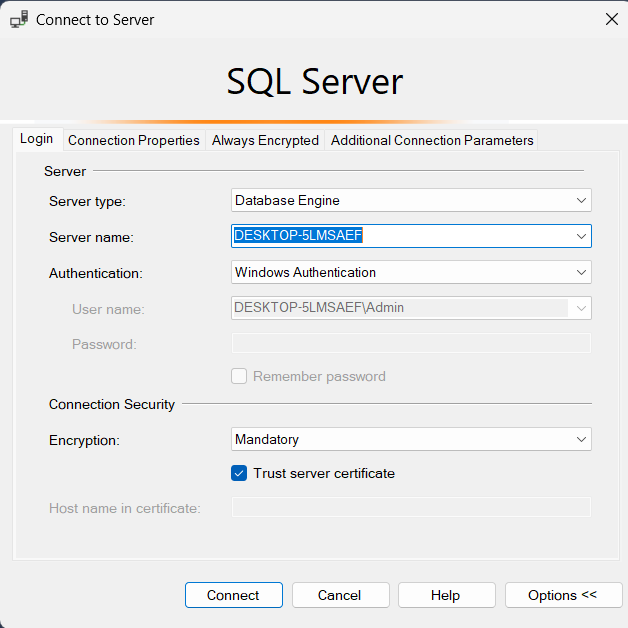 Connect to Server
SQL Server
Login Connection Properties Always Encrypted Additional Connection Parameters
Server
Server type: Database Engine
Server name: DESKTOP-5LMSAEF
Authentication: Windows Authentication
User name: DESKTOP-5LMSAEF\Admin
Password:
Remember password
Connection Security
Encryption: Mandatory
Trust server certificate
Host name in certificate:
Connect Cancel Help Options <<